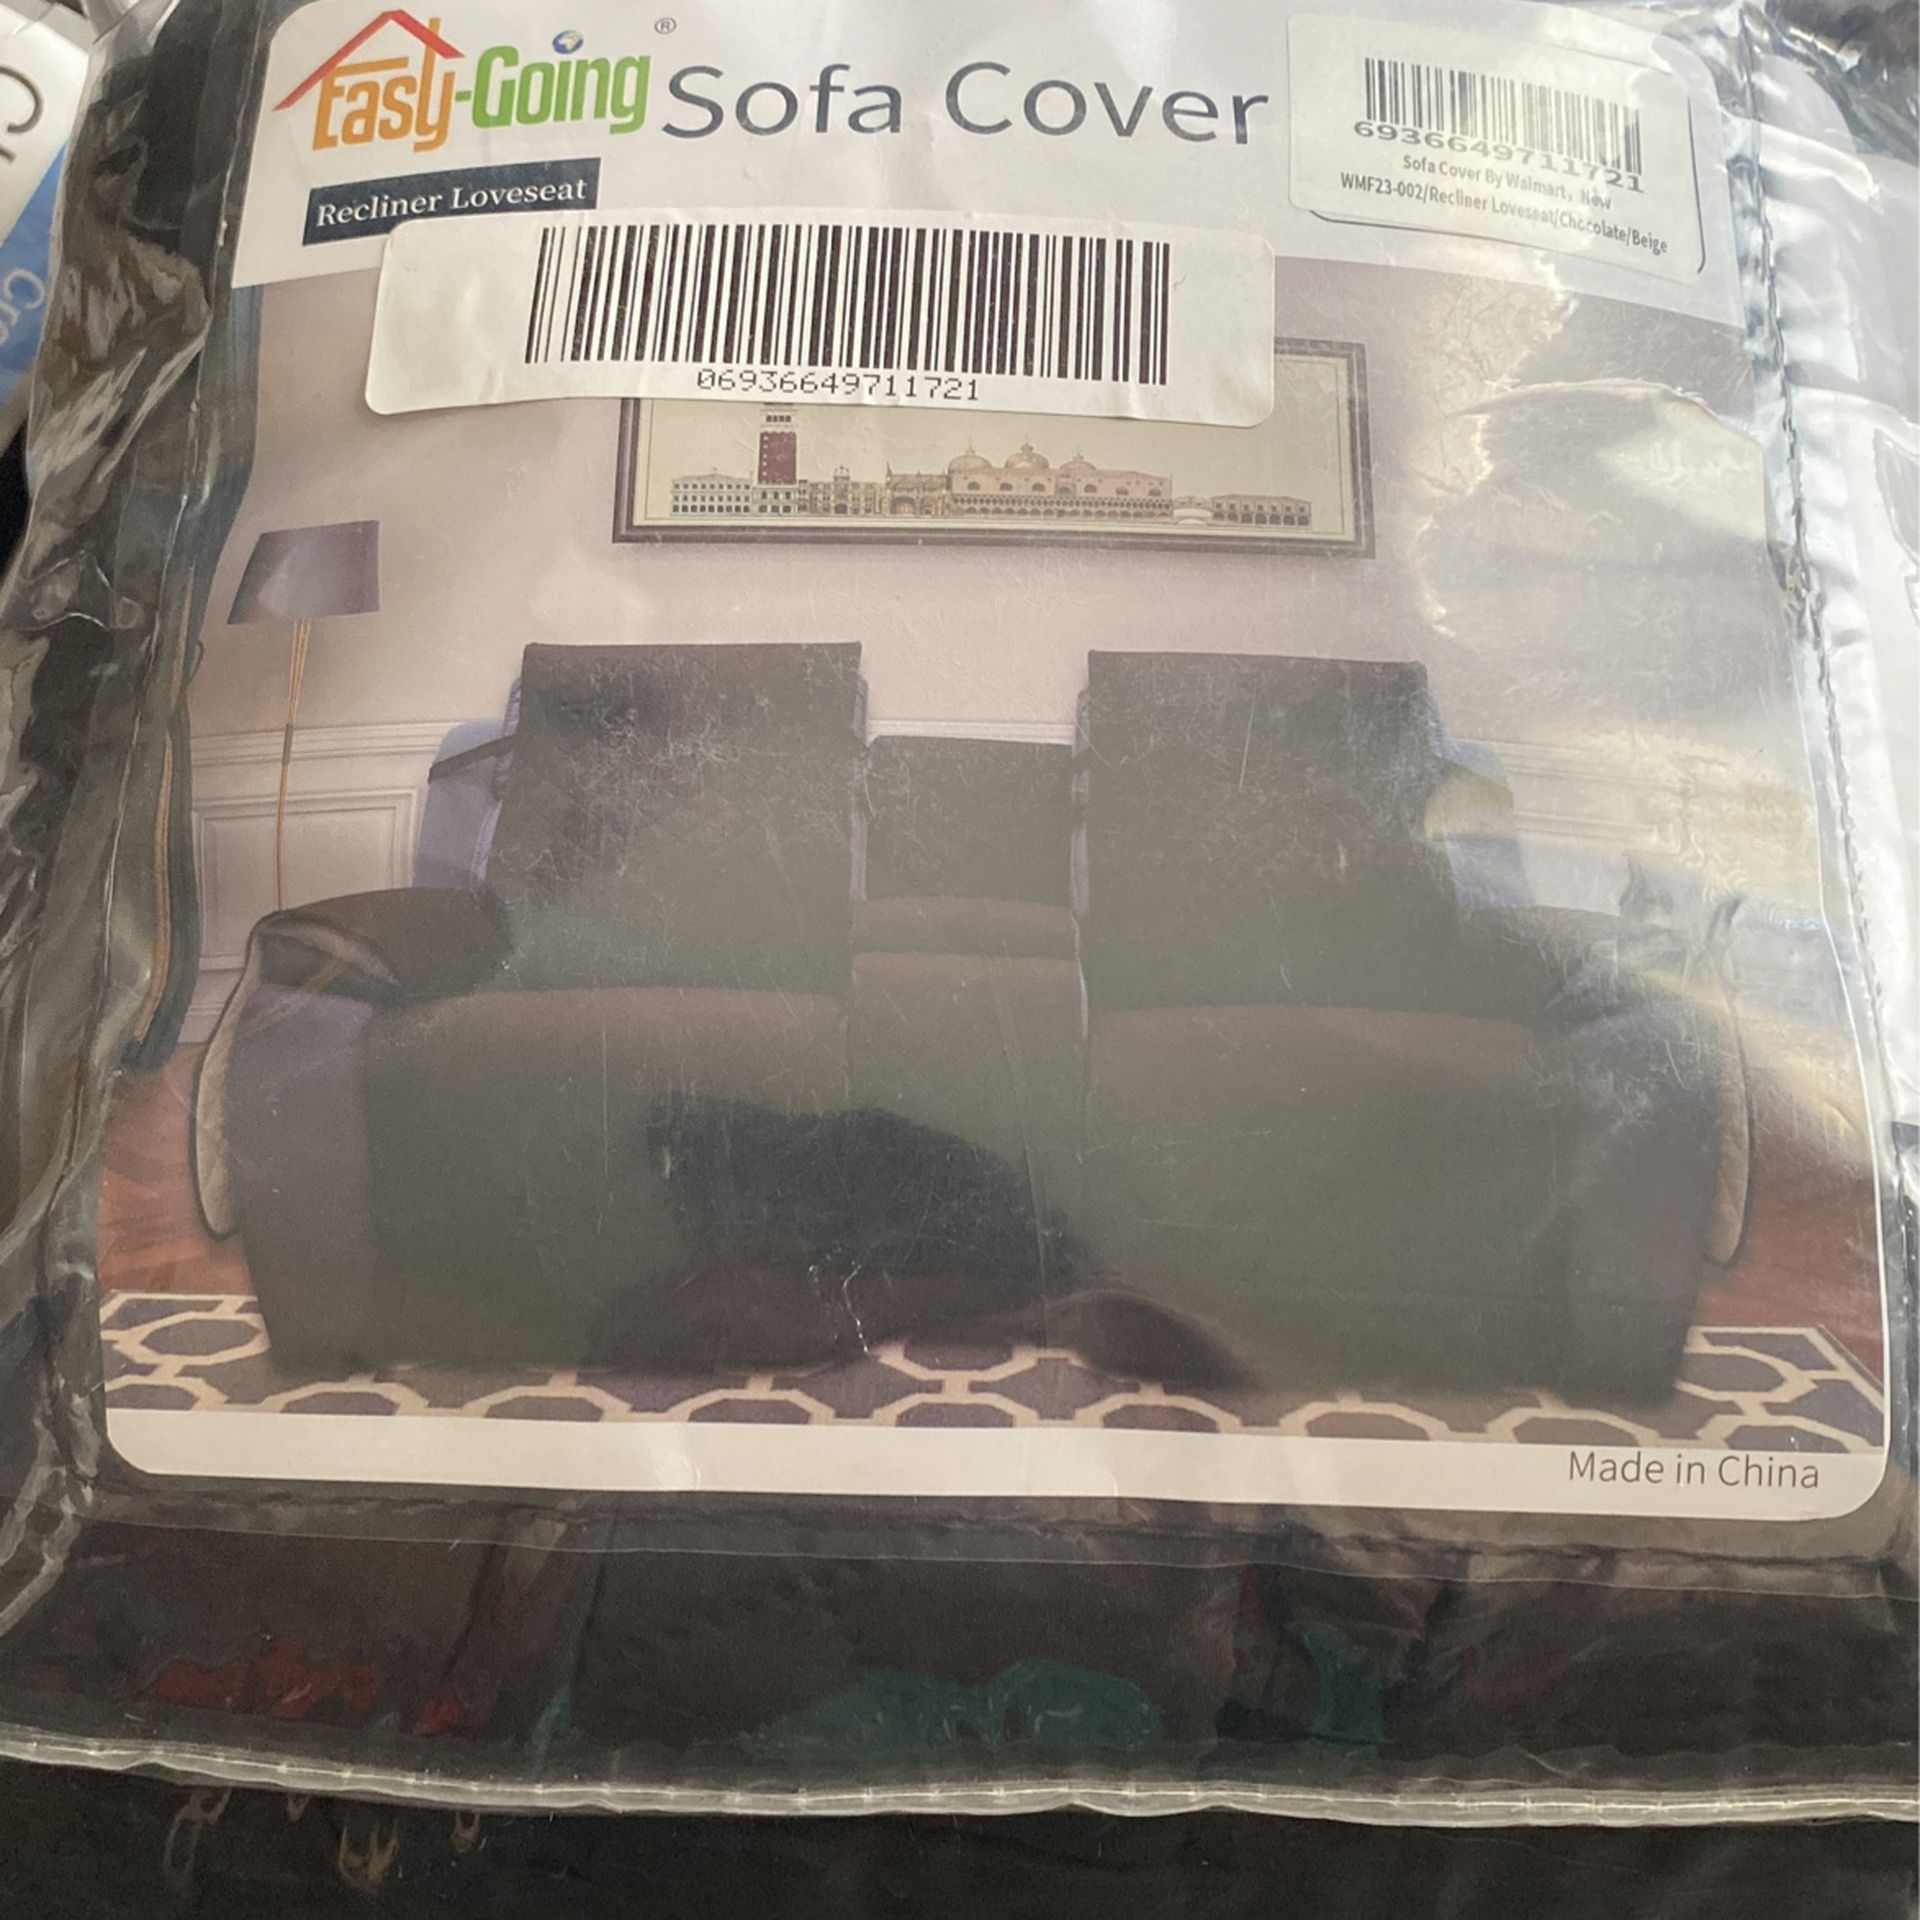 Easy-Going® Sofa Cover
Recliner Loveseat
6936649711721
Sofa Cover By Walmart, New
WMF23-002/Recliner Loveseat/Chocolate/Beige
06936649711721
Made in China